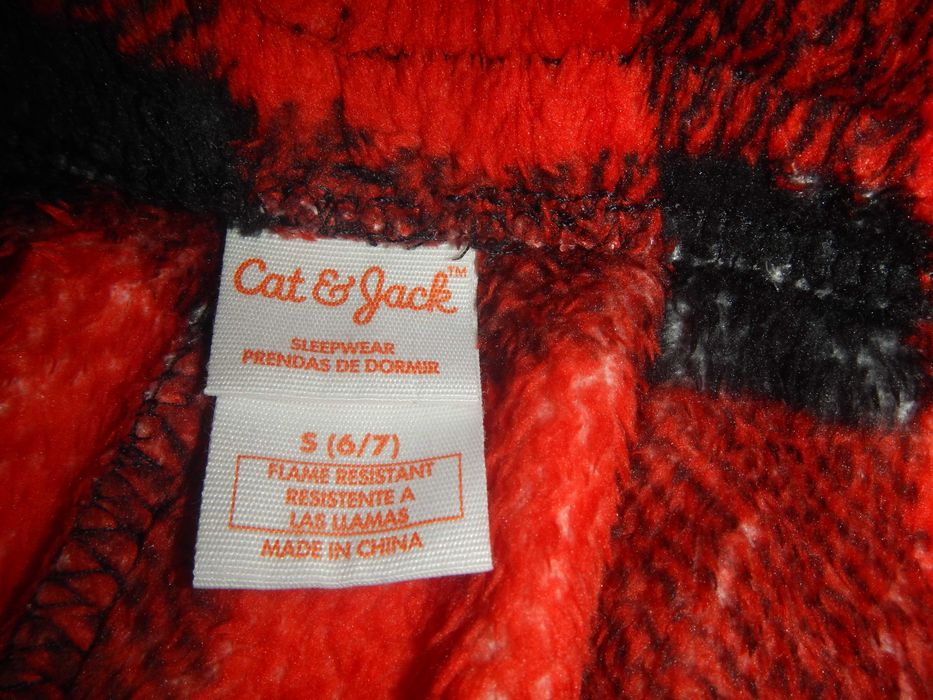 Cat & Jack™
SLEEPWEAR
PRENDAS DE DORMIR
S (6/7)
FLAME RESISTANT
RESISTENTE A
LAS LLAMAS
MADE IN CHINA